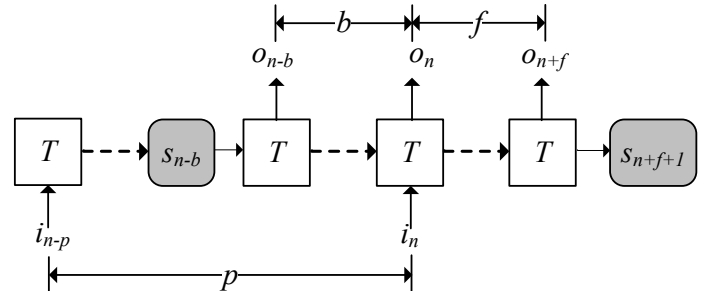 b f
o_{n-b} o_n o_{n+f}
T s_{n-b} T T T s_{n+f+1}
i_{n-p} i_n
p